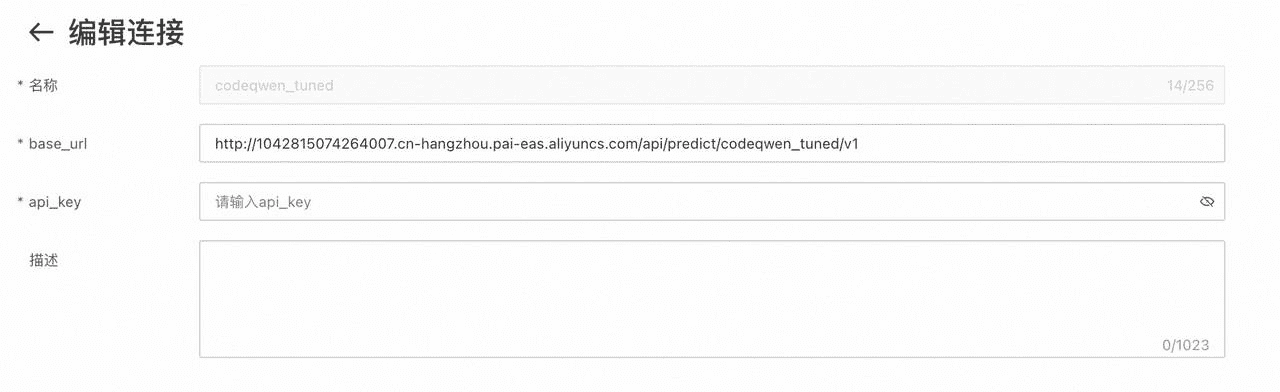 ← 编辑连接
* 名称 codeqwen_tuned 14/256
* base_url http://1042815074264007.cn-hangzhou.pai-eas.aliyuncs.com/api/predict/codeqwen_tuned/v1
* api_key 请输入api_key
描述
0/1023